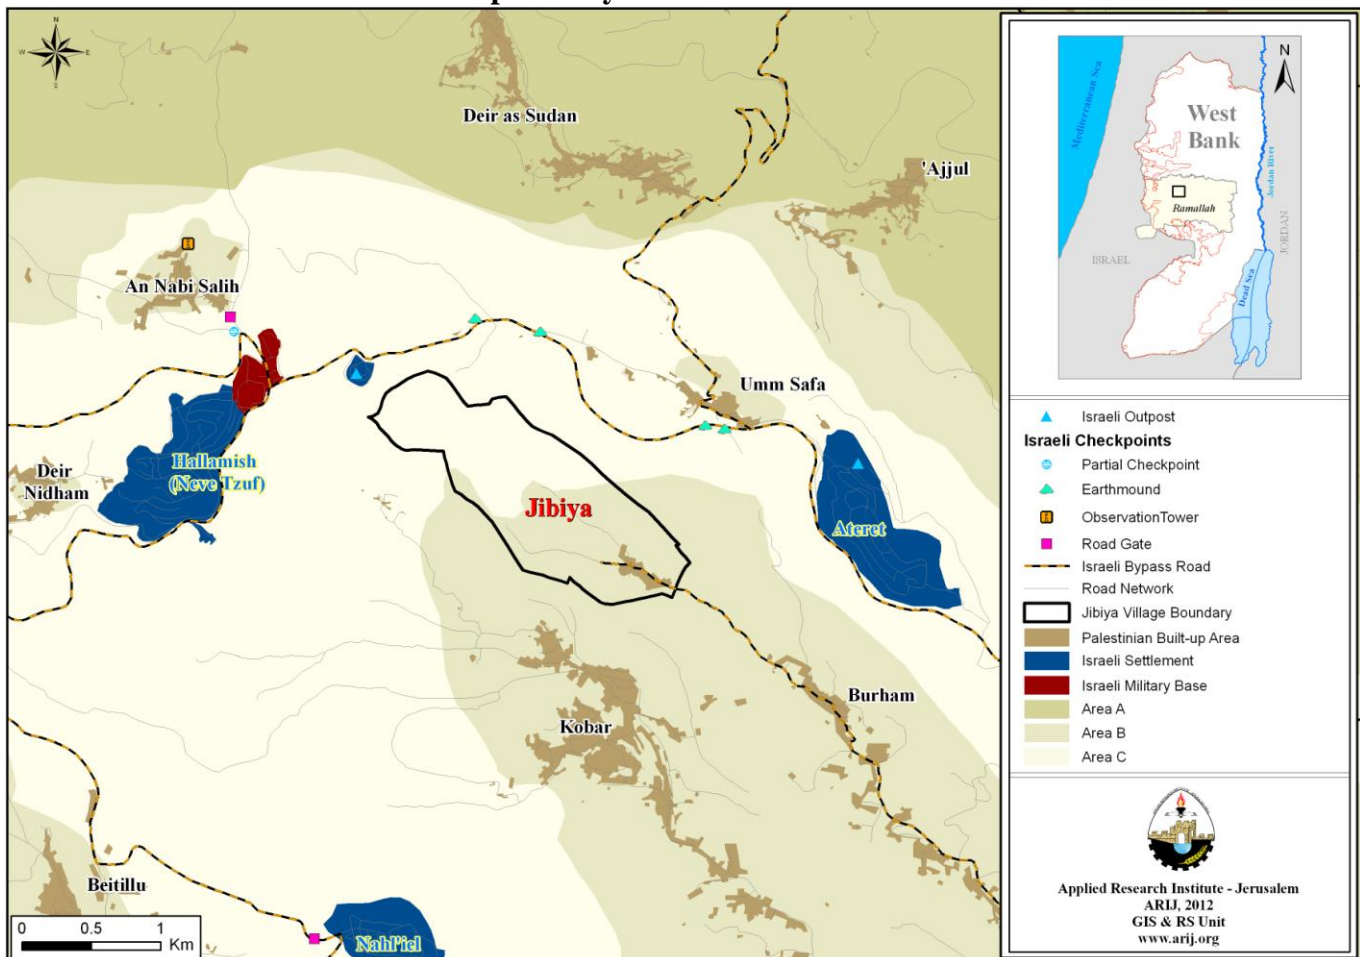 N
W
E
S
Deir as Sudan
'Ajjul
An Nabi Salih
Umm Safa
Deir
Nidham
Hallamish
(Neve Tzuf)
Jibiya
Ateret
Burham
Kobar
Beitillu
Nahl'iel
0 0.5 1
Km
N
Mediterranean Sea
West
Bank
Jordan River
Ramallah
ISRAEL
JORDAN
Dead Sea
Israeli Outpost
Israeli Checkpoints
Partial Checkpoint
Earthmound
ObservationTower
Road Gate
Israeli Bypass Road
Road Network
Jibiya Village Boundary
Palestinian Built-up Area
Israeli Settlement
Israeli Military Base
Area A
Area B
Area C
Applied Research Institute - Jerusalem
ARIJ, 2012
GIS & RS Unit
www.arij.org